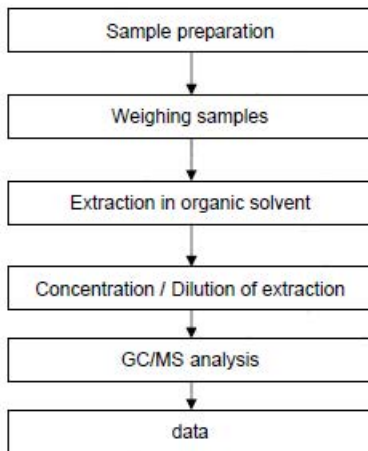 Sample preparation
Weighing samples
Extraction in organic solvent
Concentration / Dilution of extraction
GC/MS analysis
data